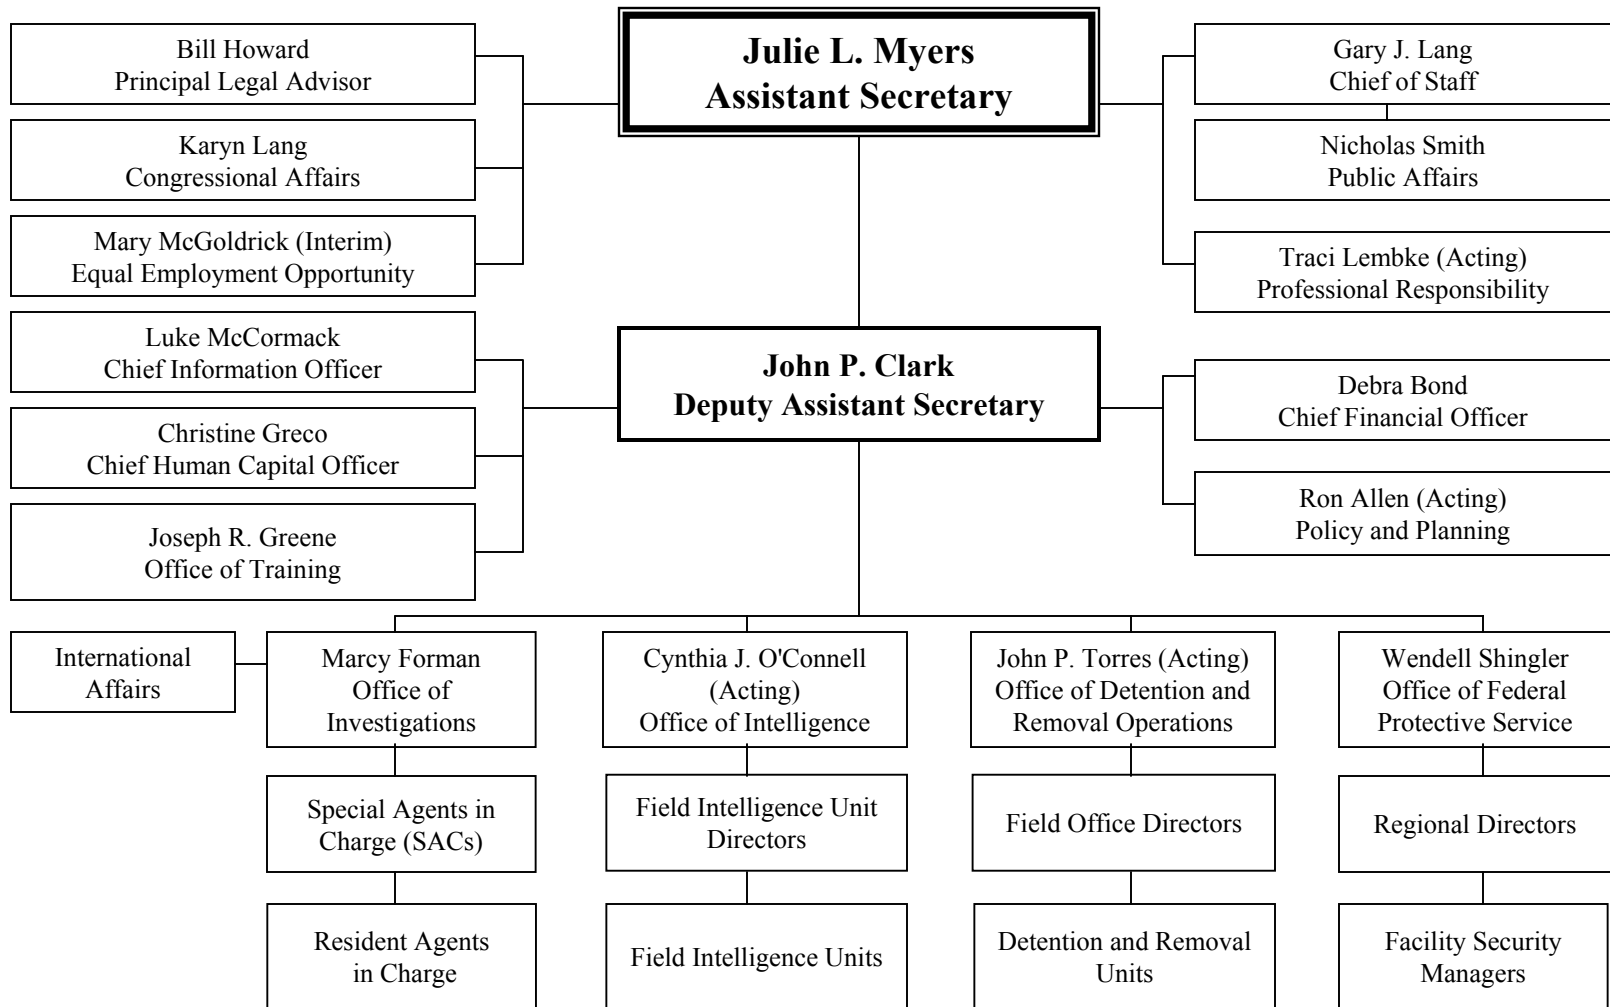 Bill Howard
Principal Legal Advisor
Karyn Lang
Congressional Affairs
Mary McGoldrick (Interim)
Equal Employment Opportunity
Julie L. Myers
Assistant Secretary
Gary J. Lang
Chief of Staff
Nicholas Smith
Public Affairs
Traci Lembke (Acting)
Professional Responsibility
Luke McCormack
Chief Information Officer
Christine Greco
Chief Human Capital Officer
Joseph R. Greene
Office of Training
John P. Clark
Deputy Assistant Secretary
Debra Bond
Chief Financial Officer
Ron Allen (Acting)
Policy and Planning
International
Affairs
Marcy Forman
Office of
Investigations
Cynthia J. O'Connell
(Acting)
Office of Intelligence
John P. Torres (Acting)
Office of Detention and
Removal Operations
Wendell Shingler
Office of Federal
Protective Service
Special Agents in
Charge (SACs)
Field Intelligence Unit
Directors
Field Office Directors
Regional Directors
Resident Agents
in Charge
Field Intelligence Units
Detention and Removal
Units
Facility Security
Managers